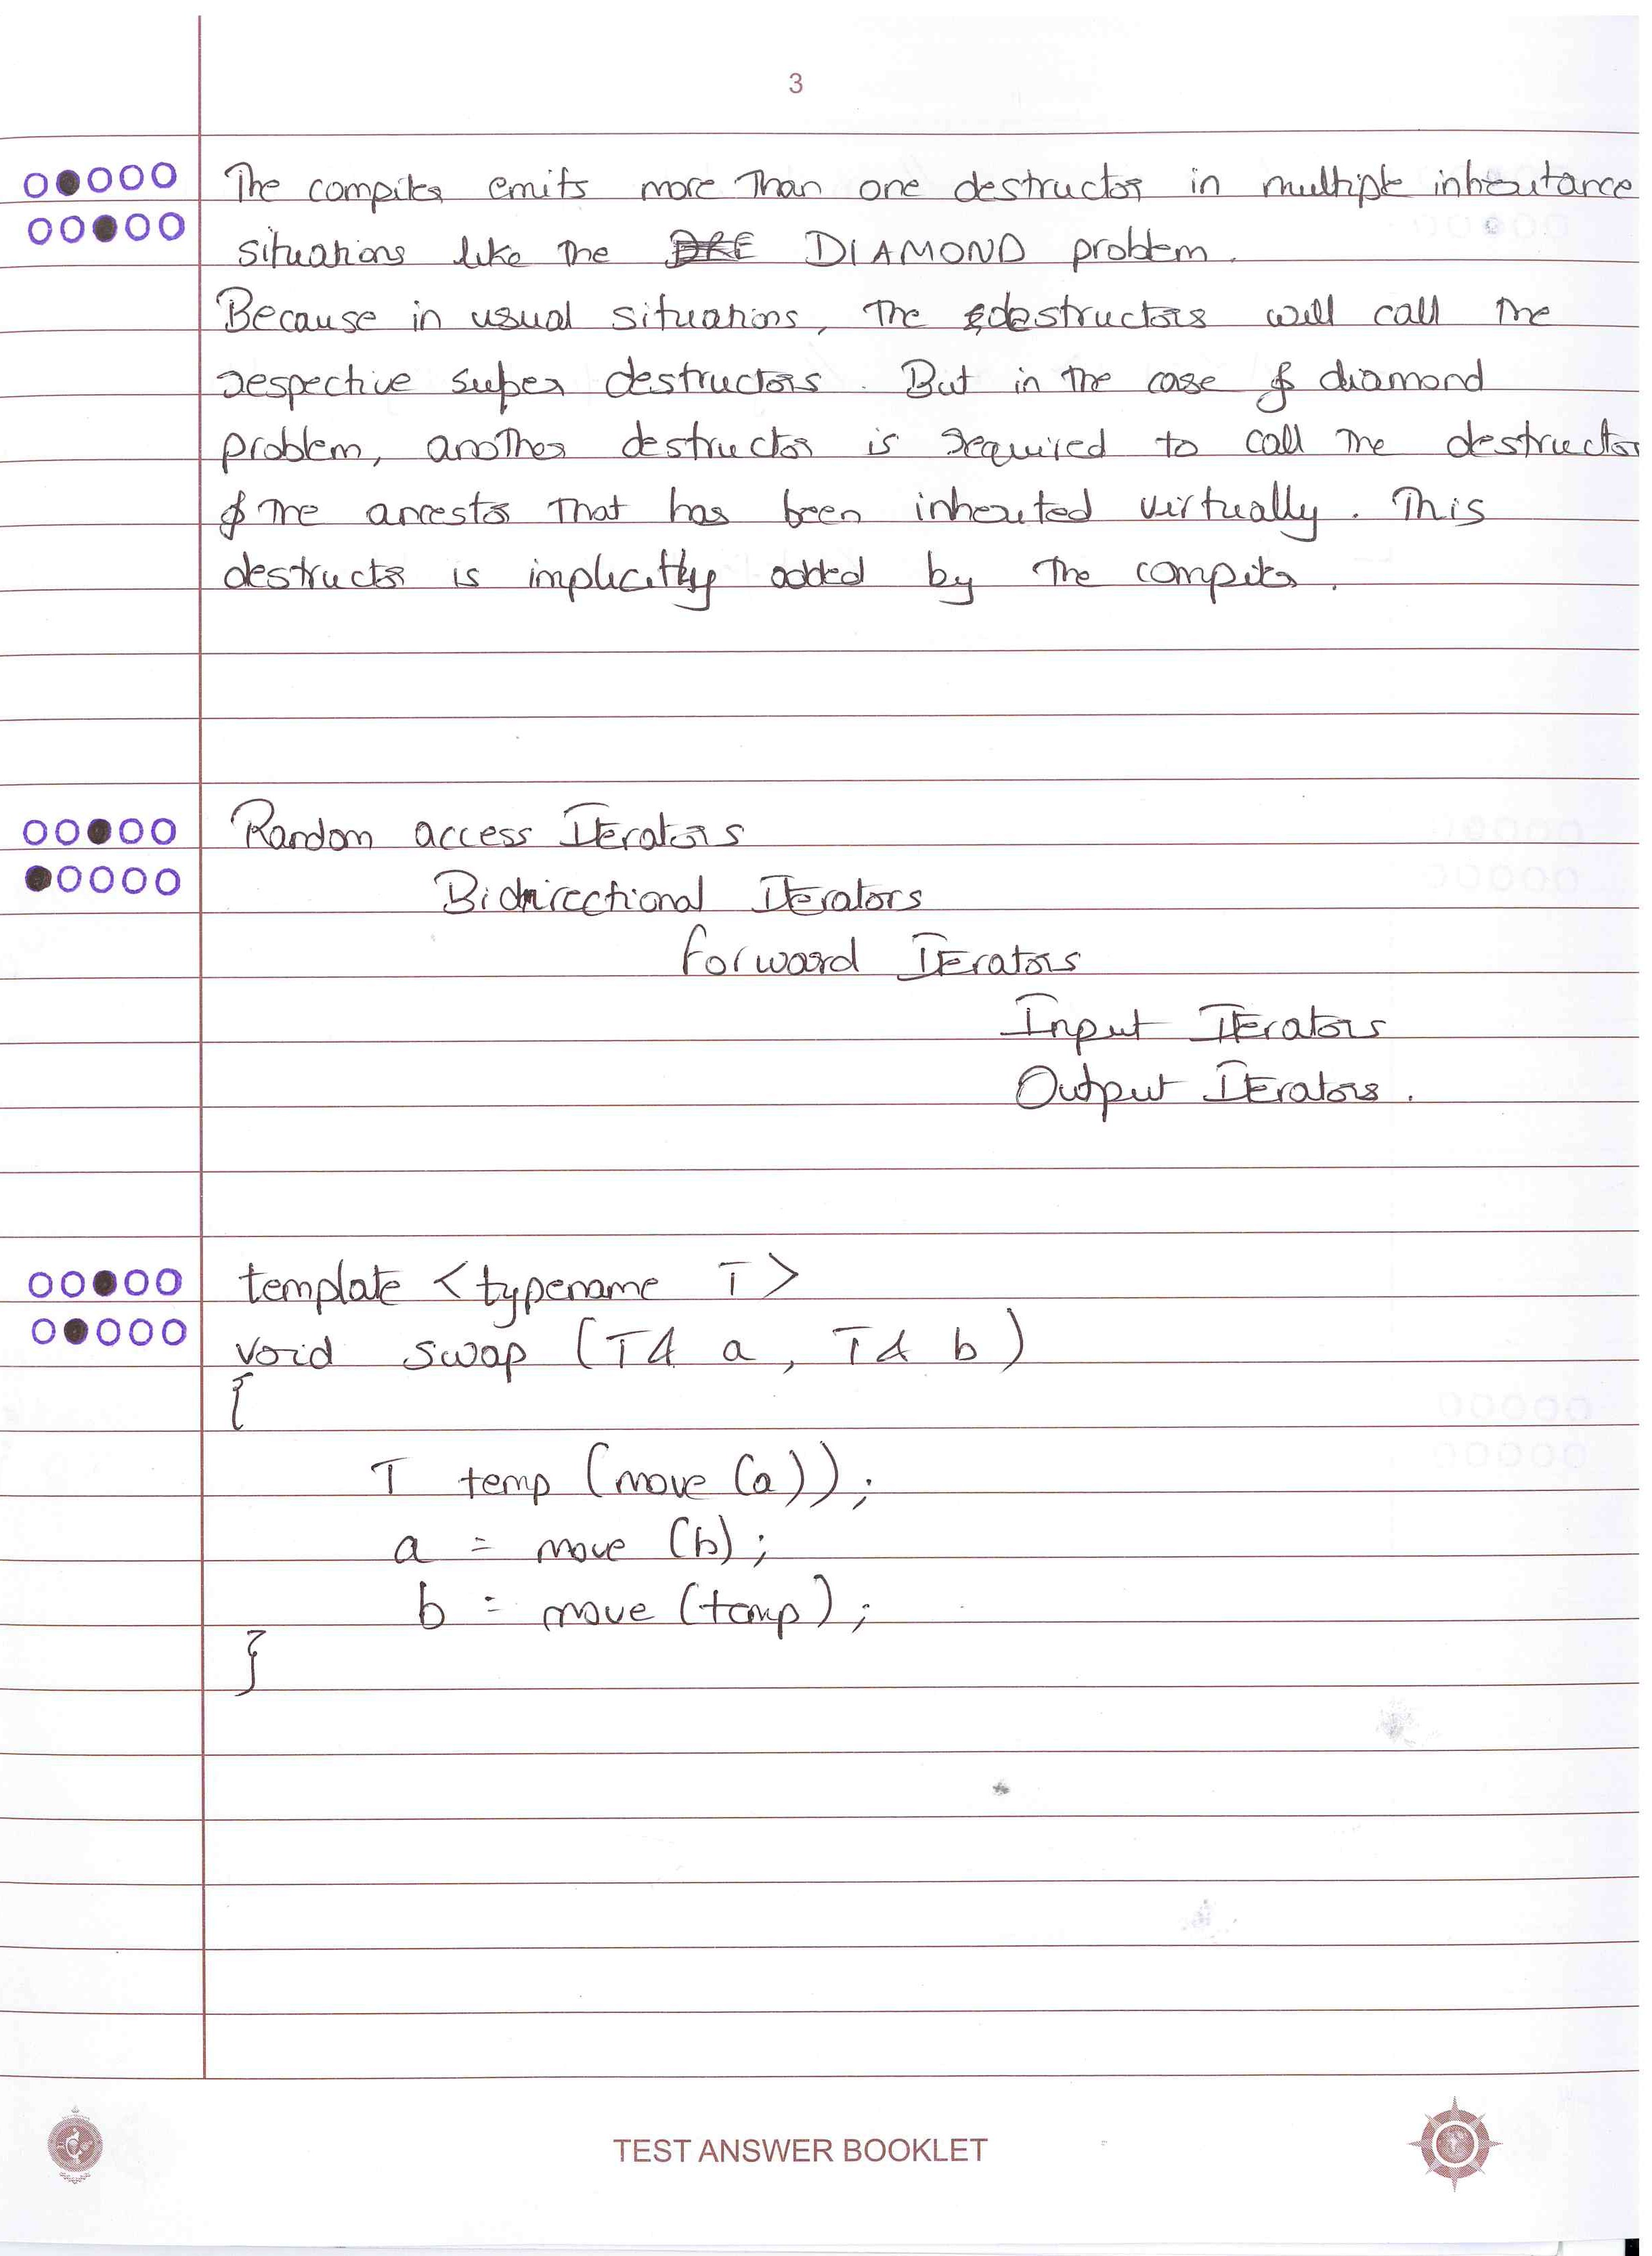 3
The compiler emits more than one destructor in multiple inheritance
situations like the DIAMOND problem.
Because in usual situations, the destructors will call the
respective super destructors. But in the case of diamond
problem, another destructor is required to call the destructor
of the ancestor that has been inherited virtually. This
destructor is implicitly added by the compiler.
Random access Iterators
Bidirectional Iterators
Forward Iterators
Input Iterators
Output Iterators.
template <typename T>
void swap (T& a, T& b)
{
T temp (move (a));
a = move (b);
b = move (temp);
}
TEST ANSWER BOOKLET